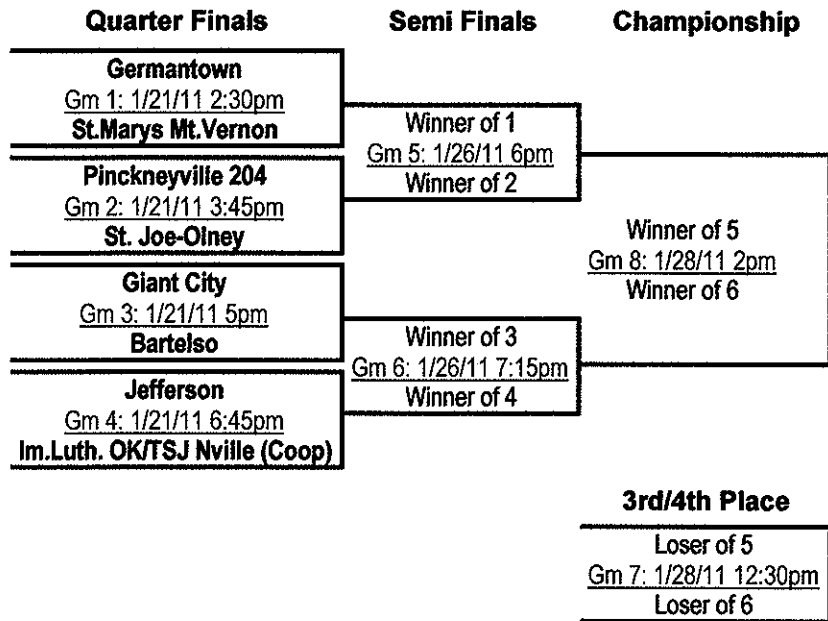 Quarter Finals
Germantown
Gm 1: 1/21/11 2:30pm
St.Marys Mt.Vernon
Pinckneyville 204
Gm 2: 1/21/11 3:45pm
St. Joe-Olney
Giant City
Gm 3: 1/21/11 5pm
Bartelso
Jefferson
Gm 4: 1/21/11 6:45pm
Im.Luth. OK/TSJ Nville (Coop)
Semi Finals
Winner of 1
Gm 5: 1/26/11 6pm
Winner of 2
Winner of 3
Gm 6: 1/26/11 7:15pm
Winner of 4
Championship
Winner of 5
Gm 8: 1/28/11 2pm
Winner of 6
3rd/4th Place
Loser of 5
Gm 7: 1/28/11 12:30pm
Loser of 6